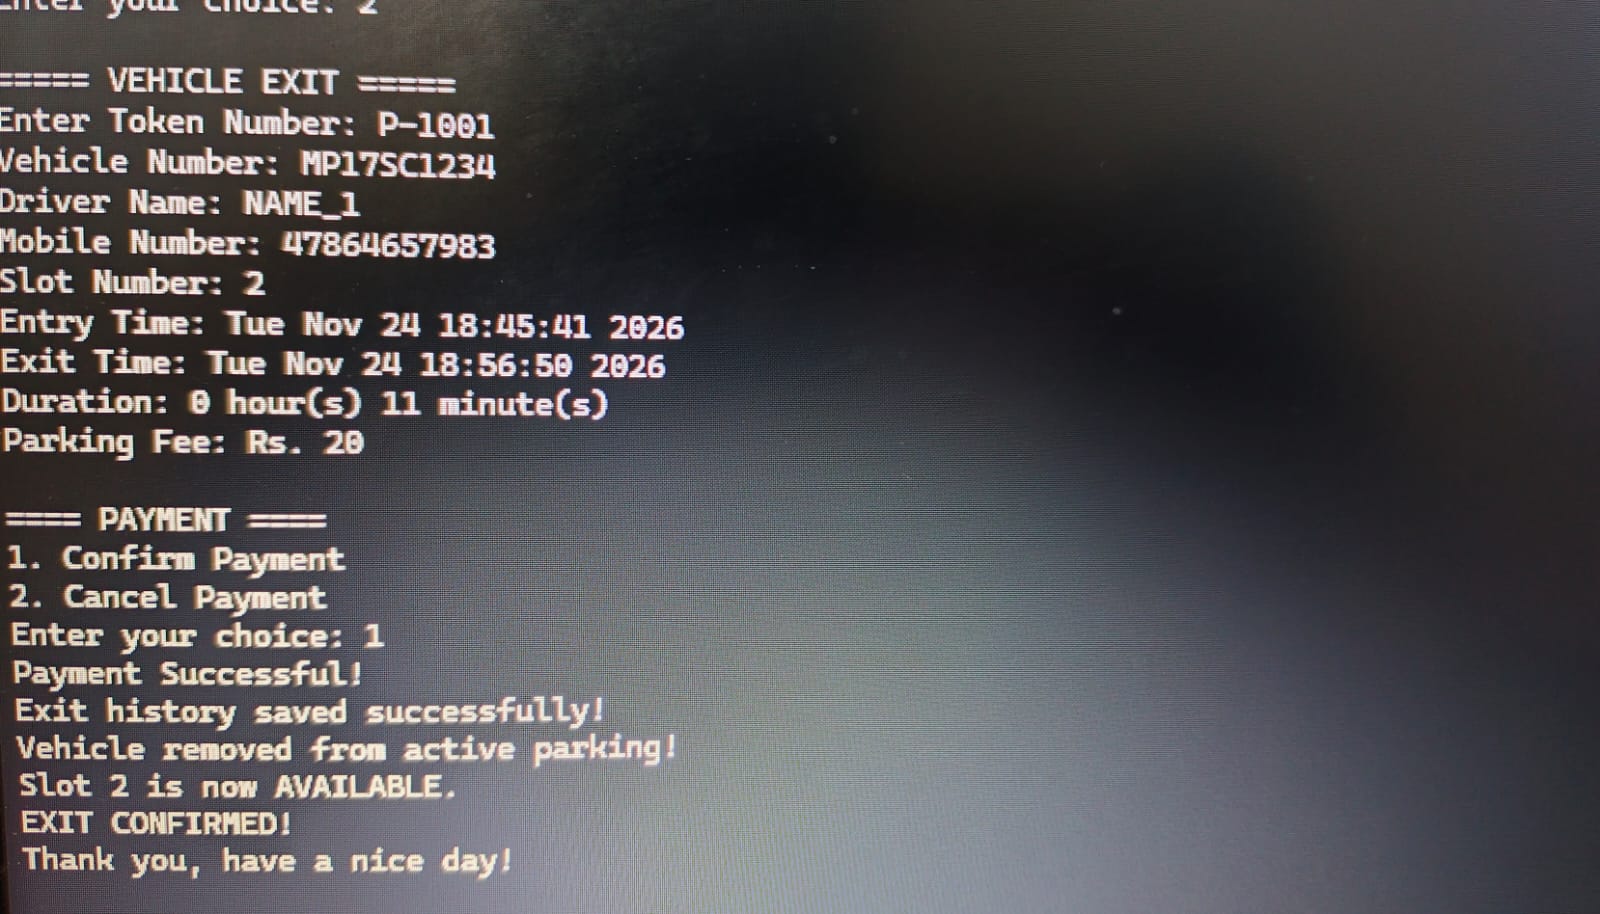 Enter your choice: 2
===== VEHICLE EXIT =====
Enter Token Number: P-1001
Vehicle Number: MP17SC1234
Driver Name: NAME_1
Mobile Number: 47864657983
Slot Number: 2
Entry Time: Tue Nov 24 18:45:41 2026
Exit Time: Tue Nov 24 18:56:50 2026
Duration: 0 hour(s) 11 minute(s)
Parking Fee: Rs. 20
==== PAYMENT ====
1. Confirm Payment
2. Cancel Payment
Enter your choice: 1
Payment Successful!
Exit history saved successfully!
Vehicle removed from active parking!
Slot 2 is now AVAILABLE.
EXIT CONFIRMED!
Thank you, have a nice day!